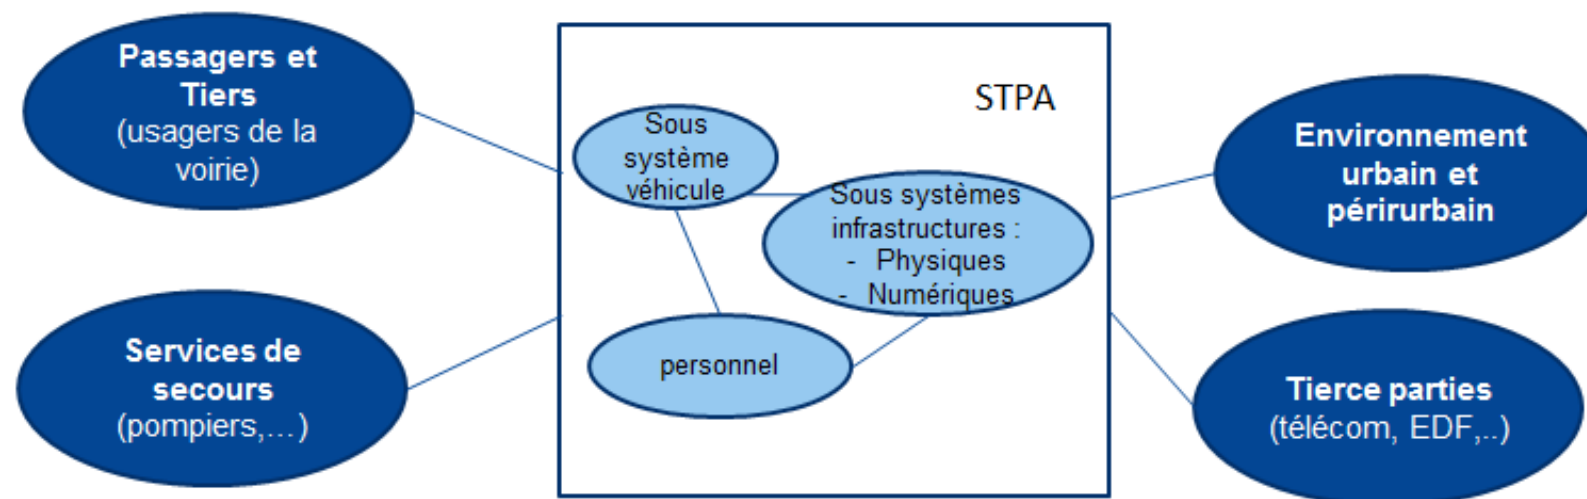 Passagers et
Tiers
(usagers de la
voirie)
Services de
secours
(pompiers,...)
STPA
Sous
système
véhicule
Sous systèmes
infrastructures :
- Physiques
- Numériques
personnel
Environnement
urbain et
périrurbain
Tierce parties
(télécom, EDF,..)